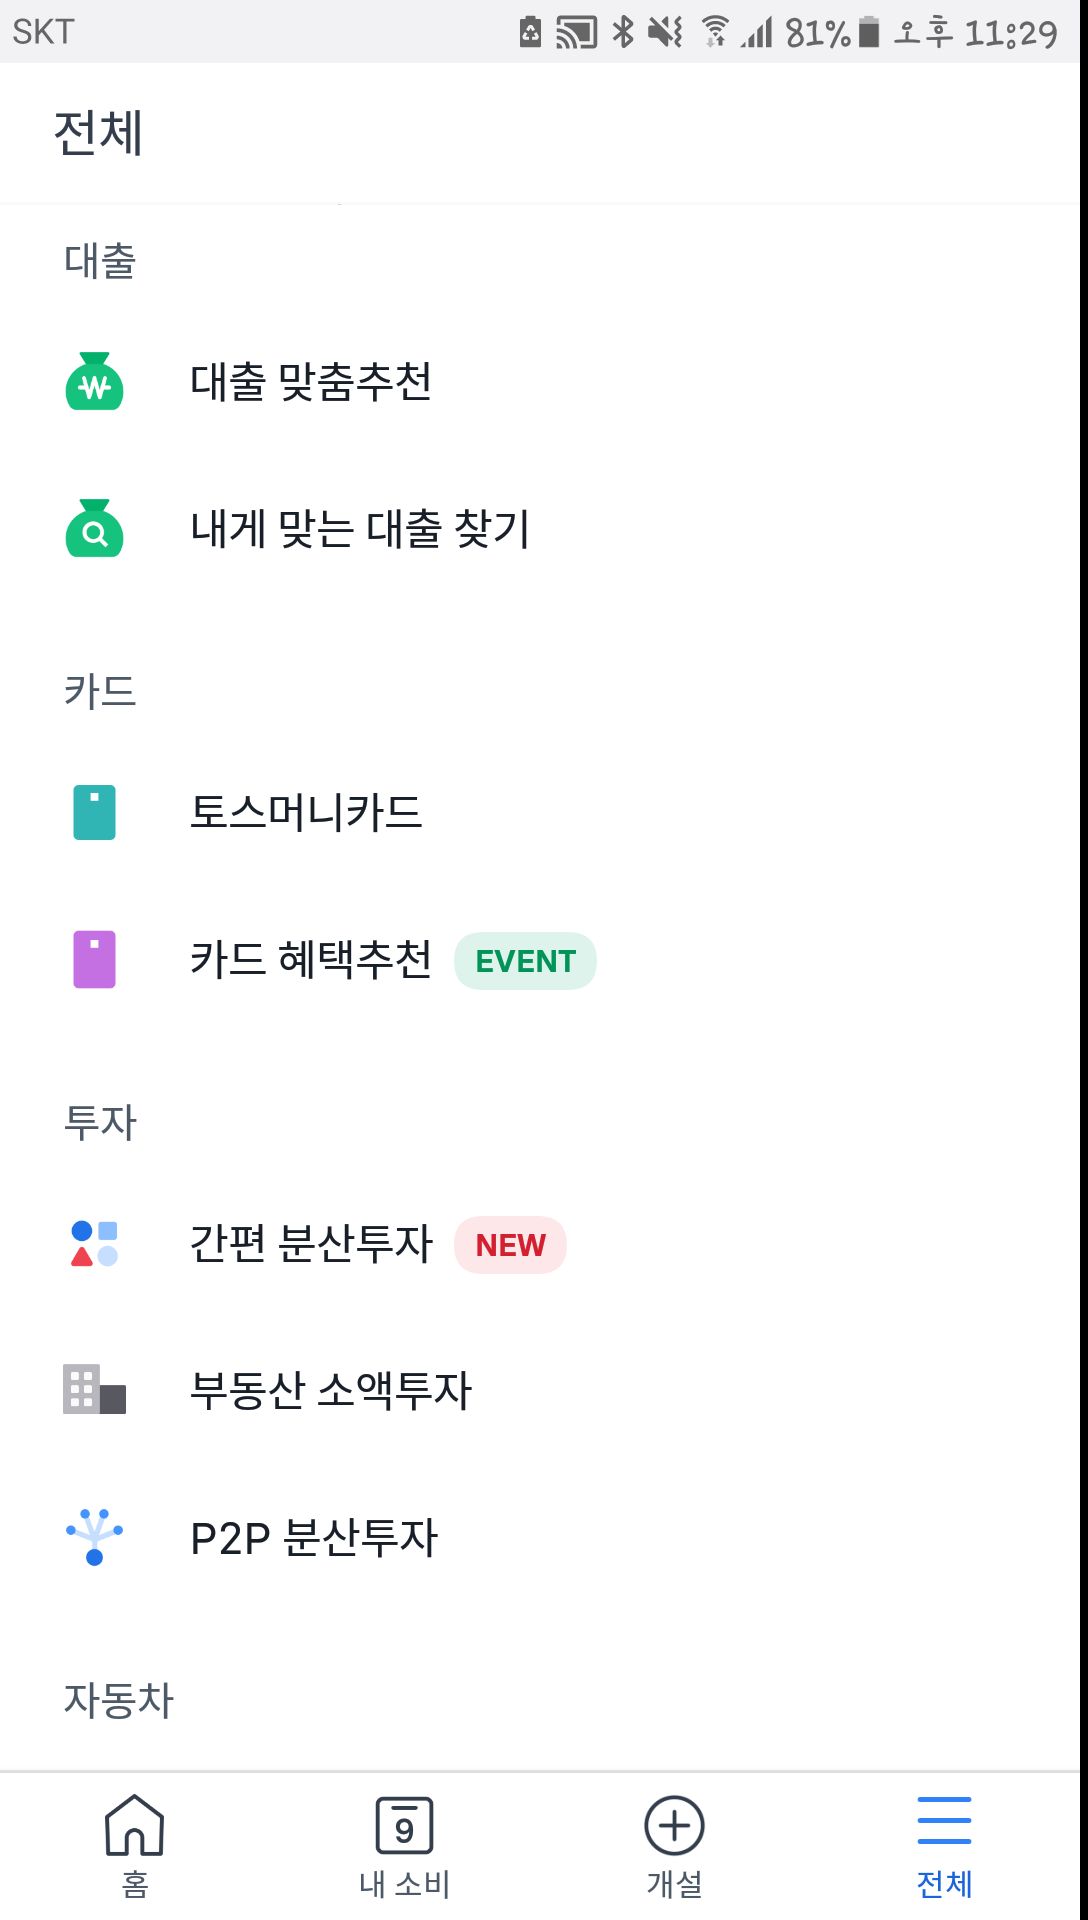 SKT 81% 오후 11:29
전체
대출
대출 맞춤추천
내게 맞는 대출 찾기
카드
토스머니카드
카드 혜택추천 EVENT
투자
간편 분산투자 NEW
부동산 소액투자
P2P 분산투자
자동차
9
홈 내 소비 개설 전체